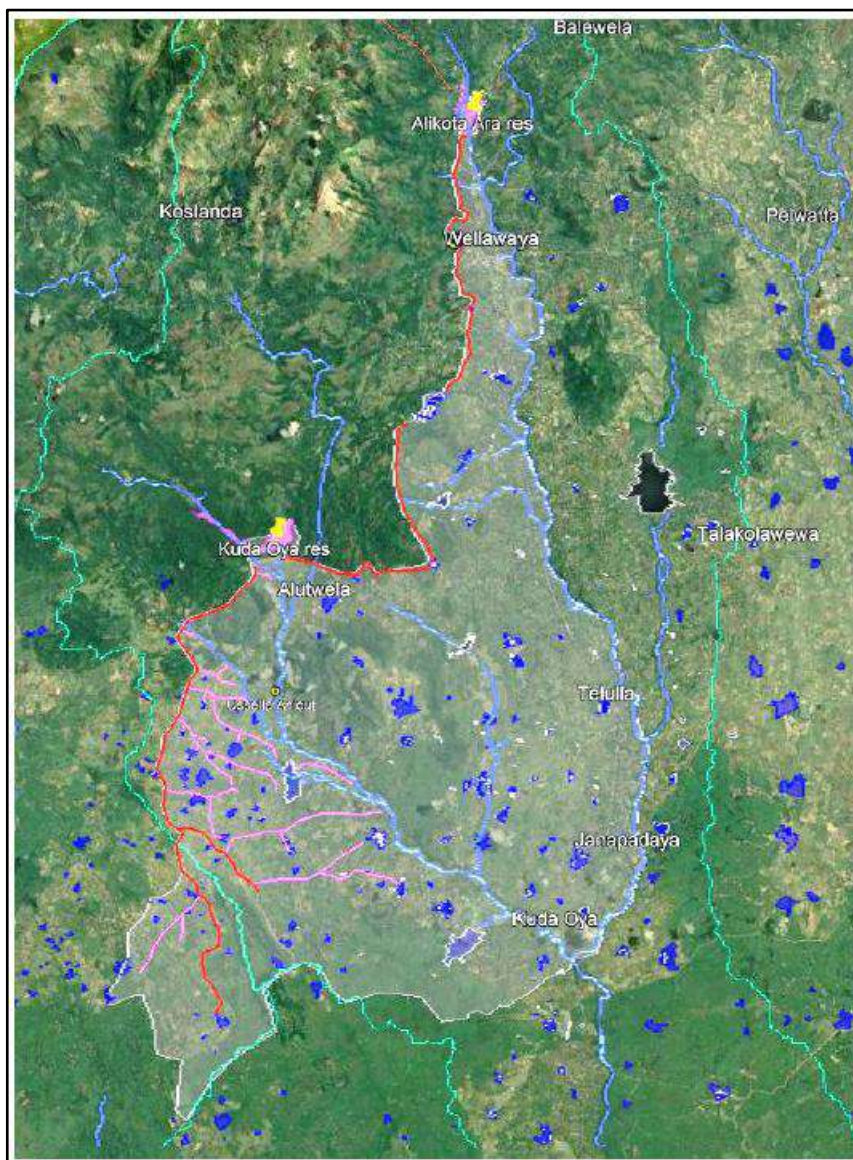 Balewela
Alikota Ara res
Koslanda
Pelwatta
Wellawaya
Talakolawewa
Kuda Oya res
Alutwela
Telulla
Janapadaya
Kuda Oya